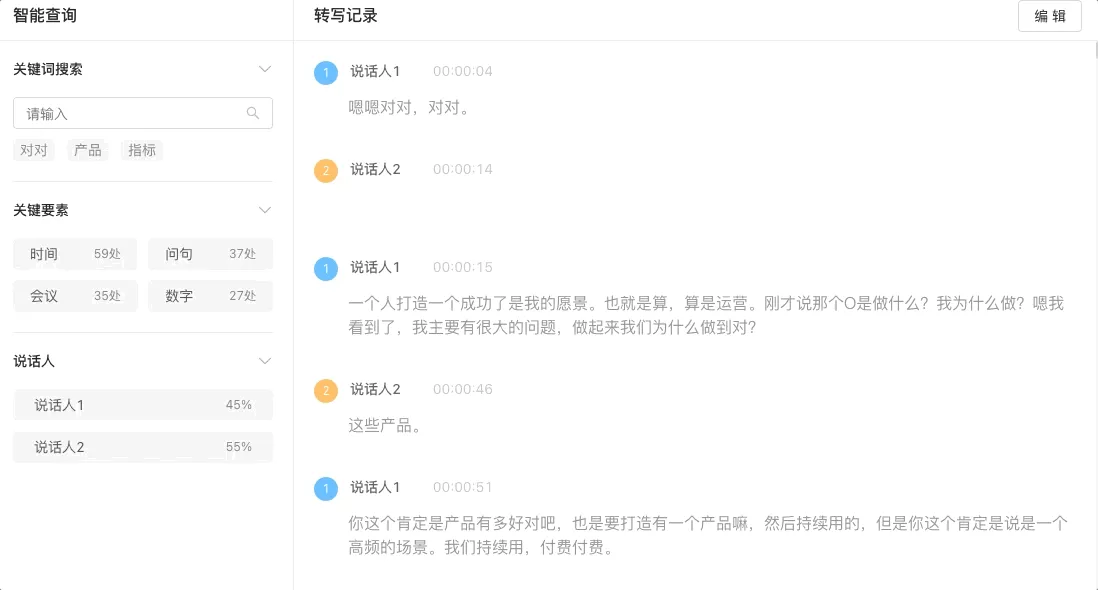 智能查询
关键词搜索
请输入
对对 产品 指标
关键要素
时间 59处 问句 37处
会议 35处 数字 27处
说话人
说话人1 45%
说话人2 55%
转写记录
编 辑
1 说话人1 00:00:04
嗯嗯对对，对对。
2 说话人2 00:00:14
1 说话人1 00:00:15
一个人打造一个成功了是我的愿景。也就是算，算是运营。刚才说那个O是做什么？我为什么做？嗯我
看到了，我主要有很大的问题，做起来我们为什么做到对？
2 说话人2 00:00:46
这些产品。
1 说话人1 00:00:51
你这个肯定是产品有多好对吧，也是要打造有一个产品嘛，然后持续用的，但是你这个肯定是说是一个
高频的场景。我们持续用，付费付费。